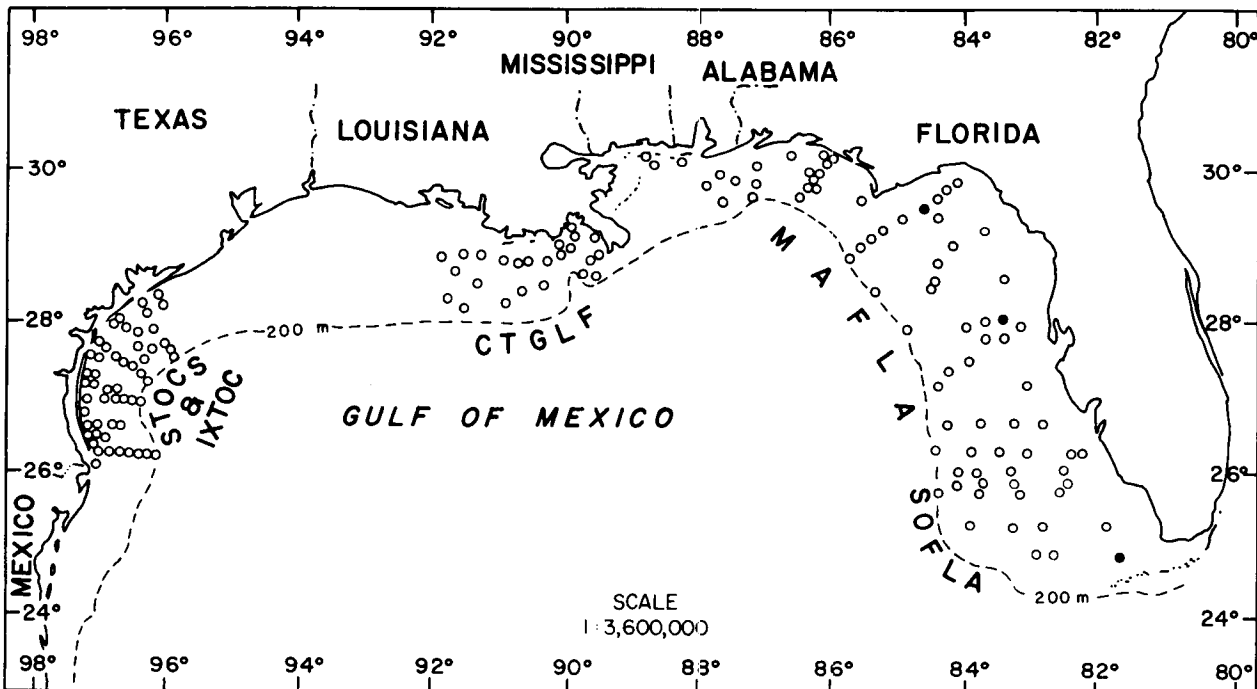 98° 96° 94° 92° 90° 88° 86° 84° 82° 80°
MISSISSIPPI ALABAMA
TEXAS LOUISIANA FLORIDA
30° 30°
MAFLA
28° 200 m 28°
CTGLF
STOCS
&
IXTOC
GULF OF MEXICO
26° 26°
SOFLA
MEXICO
200 m
SCALE
1:3,600,000
24° 24°
98° 96° 94° 92° 90° 88° 86° 84° 82° 80°